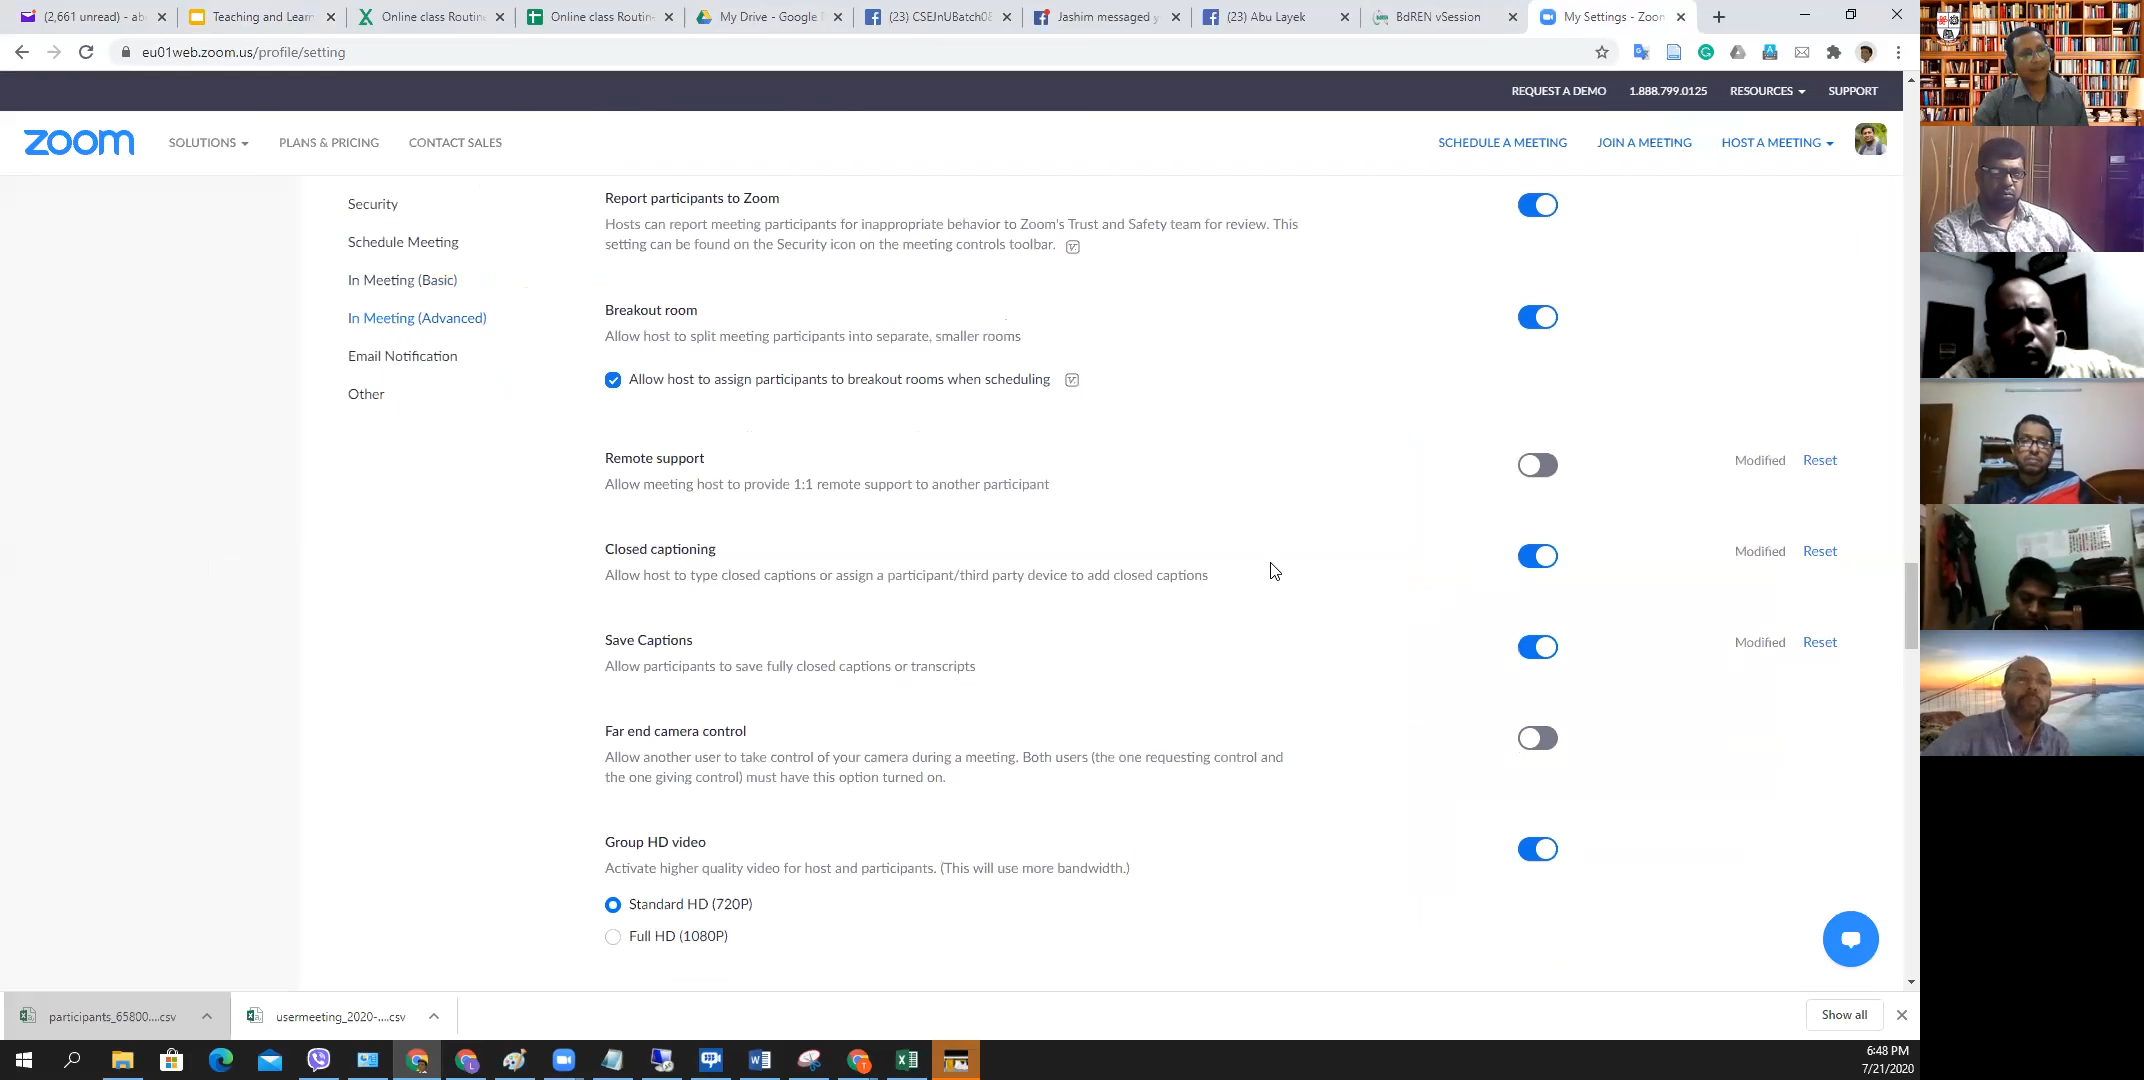 (2,661 unread) - ab
Teaching and Learn
Online class Routine
Online class Routin
My Drive - Google
(23) CSEJnUBatch08
Jashim messaged y
(23) Abu Layek
BdREN vSession
My Settings - Zoom
eu01web.zoom.us/profile/setting
REQUEST A DEMO
1.888.799.0125
RESOURCES
SUPPORT
zoom
SOLUTIONS
PLANS & PRICING
CONTACT SALES
SCHEDULE A MEETING
JOIN A MEETING
HOST A MEETING
Security
Schedule Meeting
In Meeting (Basic)
In Meeting (Advanced)
Email Notification
Other
Report participants to Zoom
Hosts can report meeting participants for inappropriate behavior to Zoom's Trust and Safety team for review. This
setting can be found on the Security icon on the meeting controls toolbar.
Breakout room
Allow host to split meeting participants into separate, smaller rooms
Allow host to assign participants to breakout rooms when scheduling
Remote support
Modified Reset
Allow meeting host to provide 1:1 remote support to another participant
Closed captioning
Modified Reset
Allow host to type closed captions or assign a participant/third party device to add closed captions
Save Captions
Modified Reset
Allow participants to save fully closed captions or transcripts
Far end camera control
Allow another user to take control of your camera during a meeting. Both users (the one requesting control and
the one giving control) must have this option turned on.
Group HD video
Activate higher quality video for host and participants. (This will use more bandwidth.)
Standard HD (720P)
Full HD (1080P)
participants_65800....csv
usermeeting_2020-....csv
Show all
6:48 PM
7/21/2020